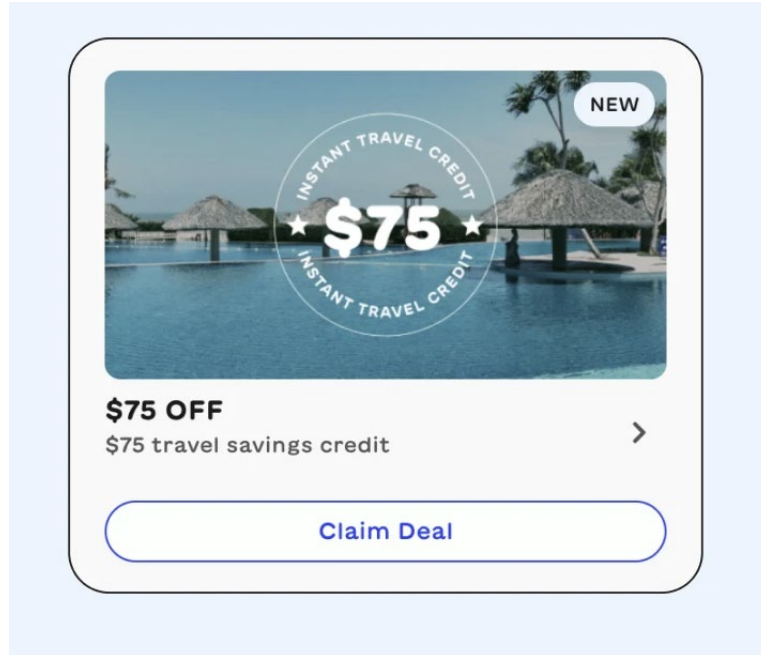 NEW
INSTANT TRAVEL CREDIT
$75
INSTANT TRAVEL CREDIT
$75 OFF
$75 travel savings credit
Claim Deal